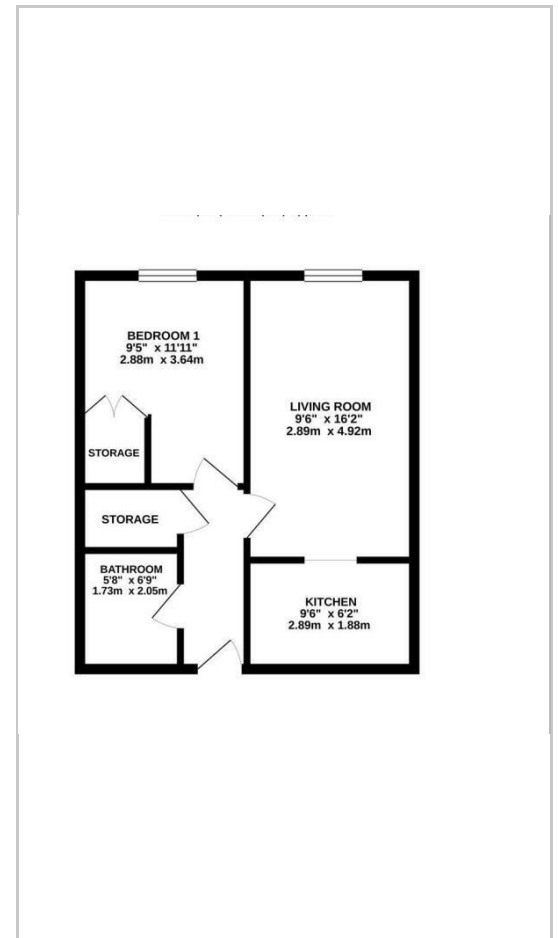 BEDROOM 1
9'5" x 11'11"
2.88m x 3.64m
LIVING ROOM
9'6" x 16'2"
2.89m x 4.92m
STORAGE
STORAGE
BATHROOM
5'8" x 6'9"
1.73m x 2.05m
KITCHEN
9'6" x 6'2"
2.89m x 1.88m